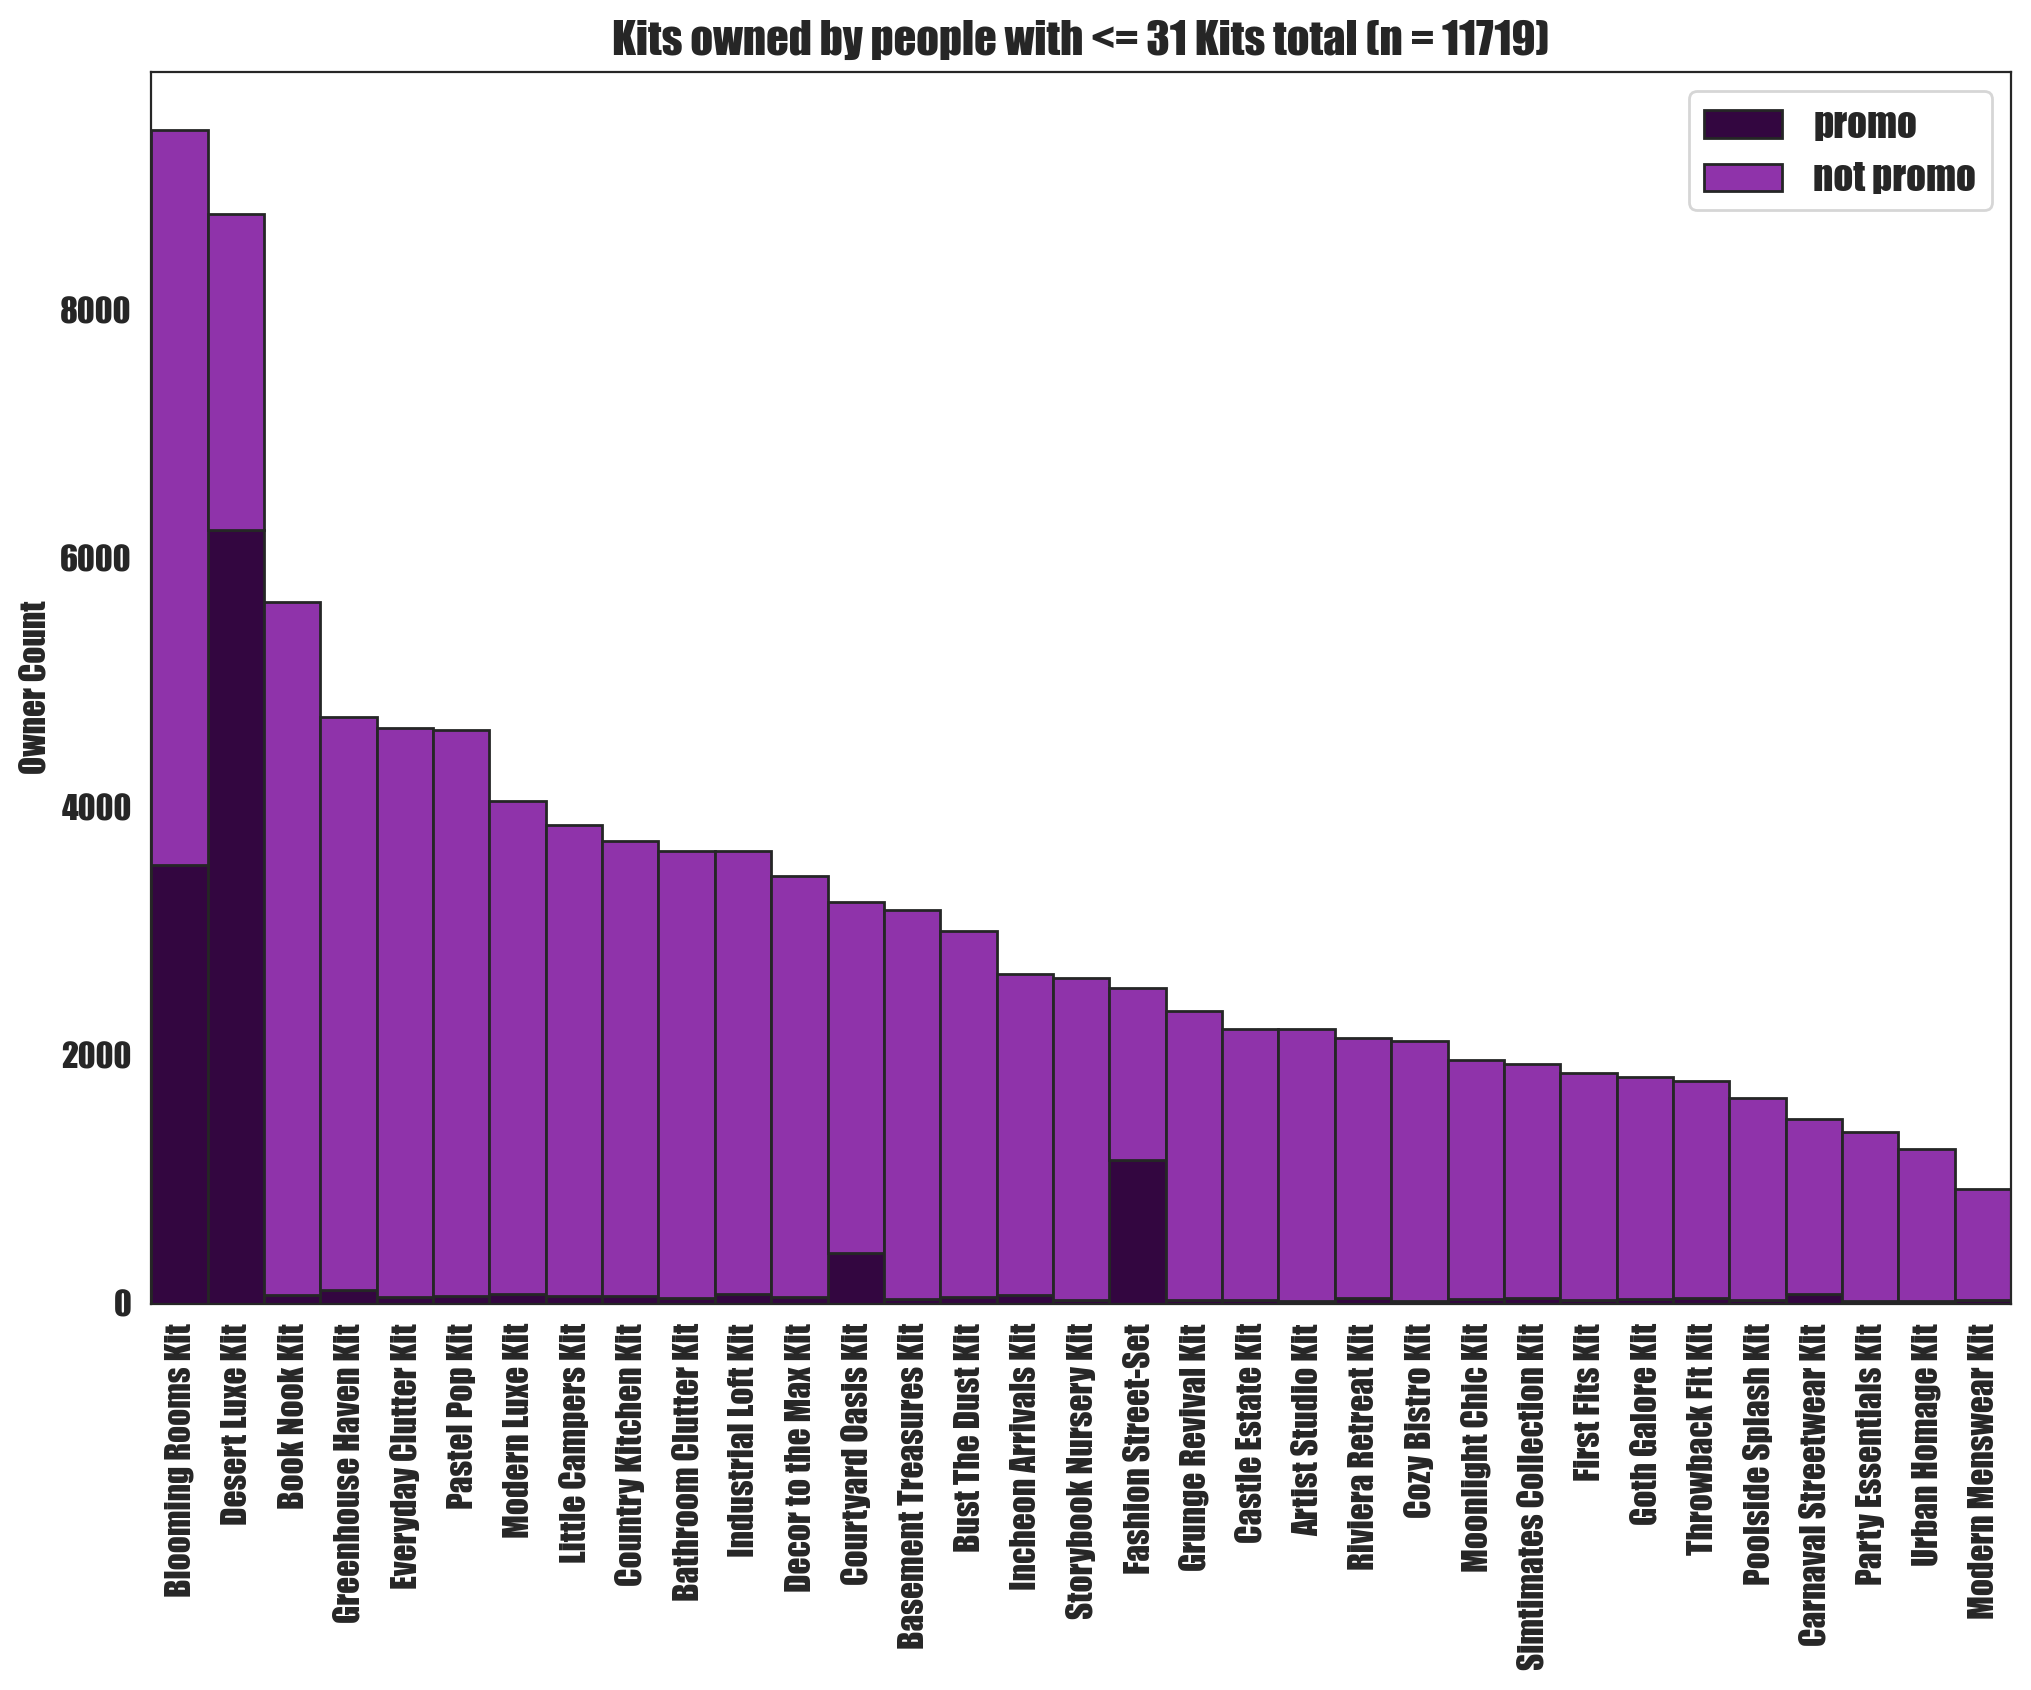 Kits owned by people with <= 31 Kits total (n = 11719)
promo
not promo
Owner Count
8000
6000
4000
2000
0
Blooming Rooms Kit
Desert Luxe Kit
Book Nook Kit
Greenhouse Haven Kit
Everyday Clutter Kit
Pastel Pop Kit
Modern Luxe Kit
Little Campers Kit
Country Kitchen Kit
Bathroom Clutter Kit
Industrial Loft Kit
Decor to the Max Kit
Courtyard Oasis Kit
Basement Treasures Kit
Bust The Dust Kit
Incheon Arrivals Kit
Storybook Nursery Kit
Fashion Street-Set
Grunge Revival Kit
Castle Estate Kit
Artist Studio Kit
Riviera Retreat Kit
Cozy Bistro Kit
Moonlight Chic Kit
Simtimates Collection Kit
First Fits Kit
Goth Galore Kit
Throwback Fit Kit
Poolside Splash Kit
Carnaval Streetwear Kit
Party Essentials Kit
Urban Homage Kit
Modern Menswear Kit